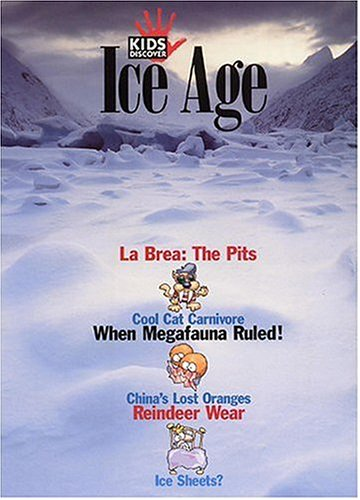 KIDS
DISCOVER
Ice Age
La Brea: The Pits
Cool Cat Carnivore
When Megafauna Ruled!
China's Lost Oranges
Reindeer Wear
Ice Sheets?